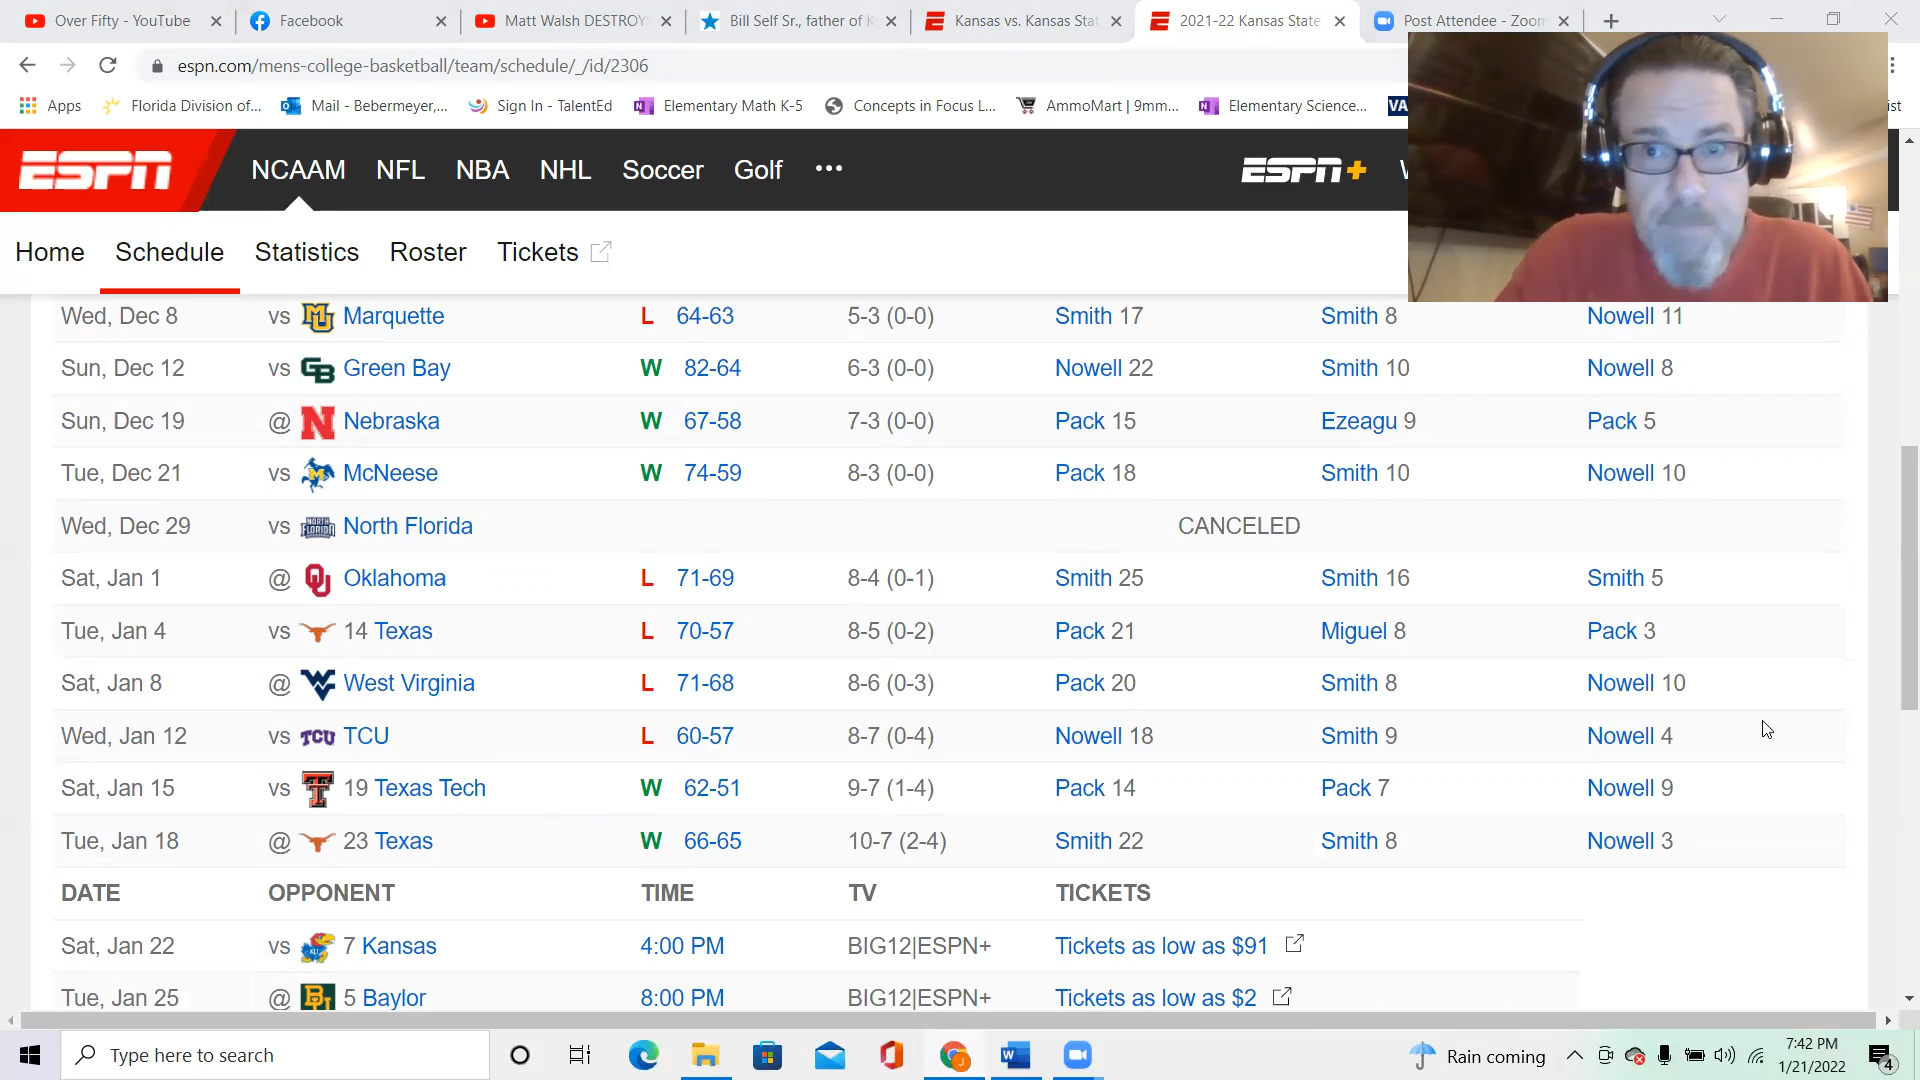 Over Fifty - YouTube
Facebook
Matt Walsh DESTROY
Bill Self Sr., father of K
Kansas vs. Kansas Stat
2021-22 Kansas State
Post Attendee - Zoom
espn.com/mens-college-basketball/team/schedule/_/id/2306
Apps
Florida Division of...
Mail - Bebermeyer,...
Sign In - TalentEd
Elementary Math K-5
Concepts in Focus L...
AmmoMart | 9mm...
Elementary Science...
VA
ist
ESPN NCAAM NFL NBA NHL Soccer Golf ••• ESPN+
Home Schedule Statistics Roster Tickets
Wed, Dec 8 vs MU Marquette L 64-63 5-3 (0-0) Smith 17 Smith 8 Nowell 11
Sun, Dec 12 vs GB Green Bay W 82-64 6-3 (0-0) Nowell 22 Smith 10 Nowell 8
Sun, Dec 19 @ N Nebraska W 67-58 7-3 (0-0) Pack 15 Ezeagu 9 Pack 5
Tue, Dec 21 vs McNeese W 74-59 8-3 (0-0) Pack 18 Smith 10 Nowell 10
Wed, Dec 29 vs NORTH FLORIDA North Florida CANCELED
Sat, Jan 1 @ OU Oklahoma L 71-69 8-4 (0-1) Smith 25 Smith 16 Smith 5
Tue, Jan 4 vs 14 Texas L 70-57 8-5 (0-2) Pack 21 Miguel 8 Pack 3
Sat, Jan 8 @ WV West Virginia L 71-68 8-6 (0-3) Pack 20 Smith 8 Nowell 10
Wed, Jan 12 vs TCU TCU L 60-57 8-7 (0-4) Nowell 18 Smith 9 Nowell 4
Sat, Jan 15 vs T 19 Texas Tech W 62-51 9-7 (1-4) Pack 14 Pack 7 Nowell 9
Tue, Jan 18 @ 23 Texas W 66-65 10-7 (2-4) Smith 22 Smith 8 Nowell 3
DATE OPPONENT TIME TV TICKETS
Sat, Jan 22 vs KU 7 Kansas 4:00 PM BIG12|ESPN+ Tickets as low as $91
Tue, Jan 25 @ BU 5 Baylor 8:00 PM BIG12|ESPN+ Tickets as low as $2
Type here to search
Rain coming
7:42 PM
1/21/2022
4